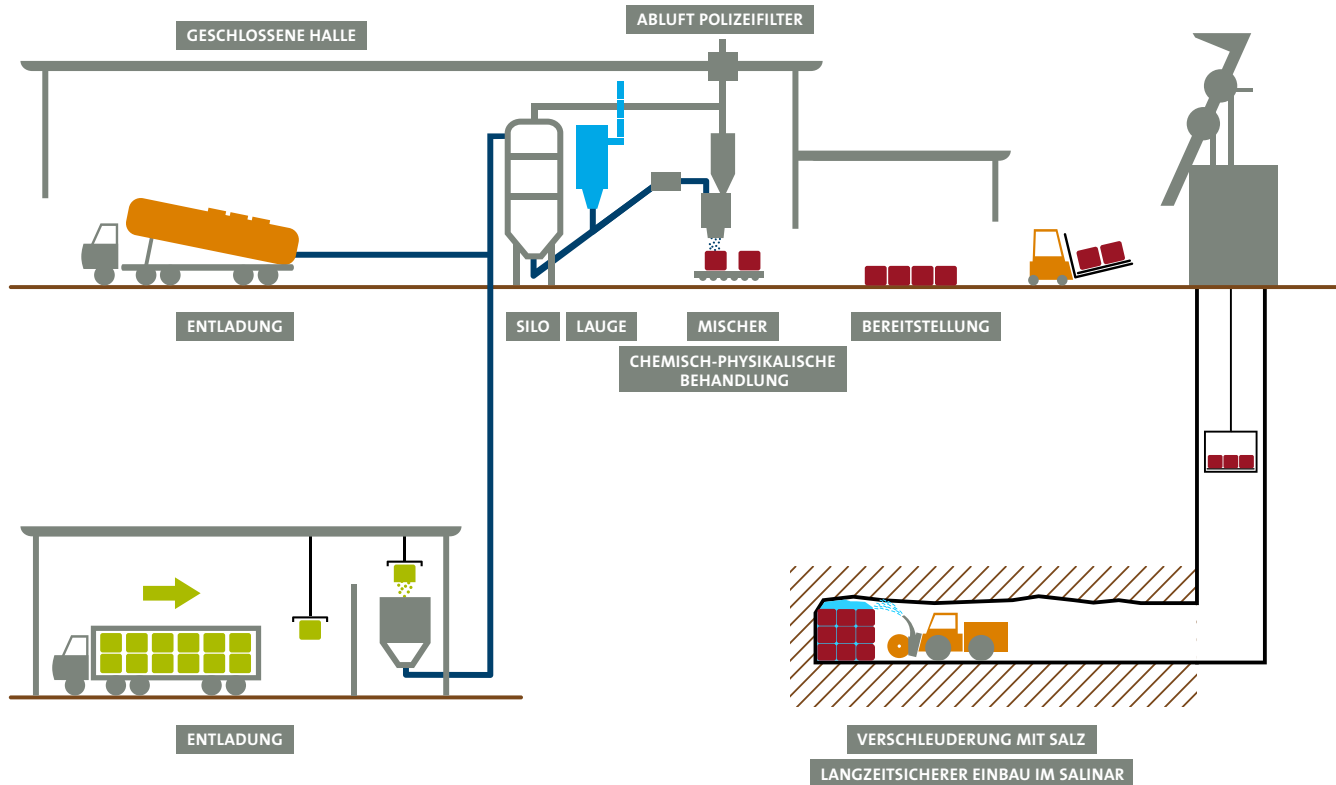 ABLUFT POLIZEIFILTER
GESCHLOSSENE HALLE
ENTLADUNG
SILO
LAUGE
MISCHER
BEREITSTELLUNG
CHEMISCH-PHYSIKALISCHE
BEHANDLUNG
ENTLADUNG
VERSCHLEUDERUNG MIT SALZ
LANGZEITSICHERER EINBAU IM SALINAR